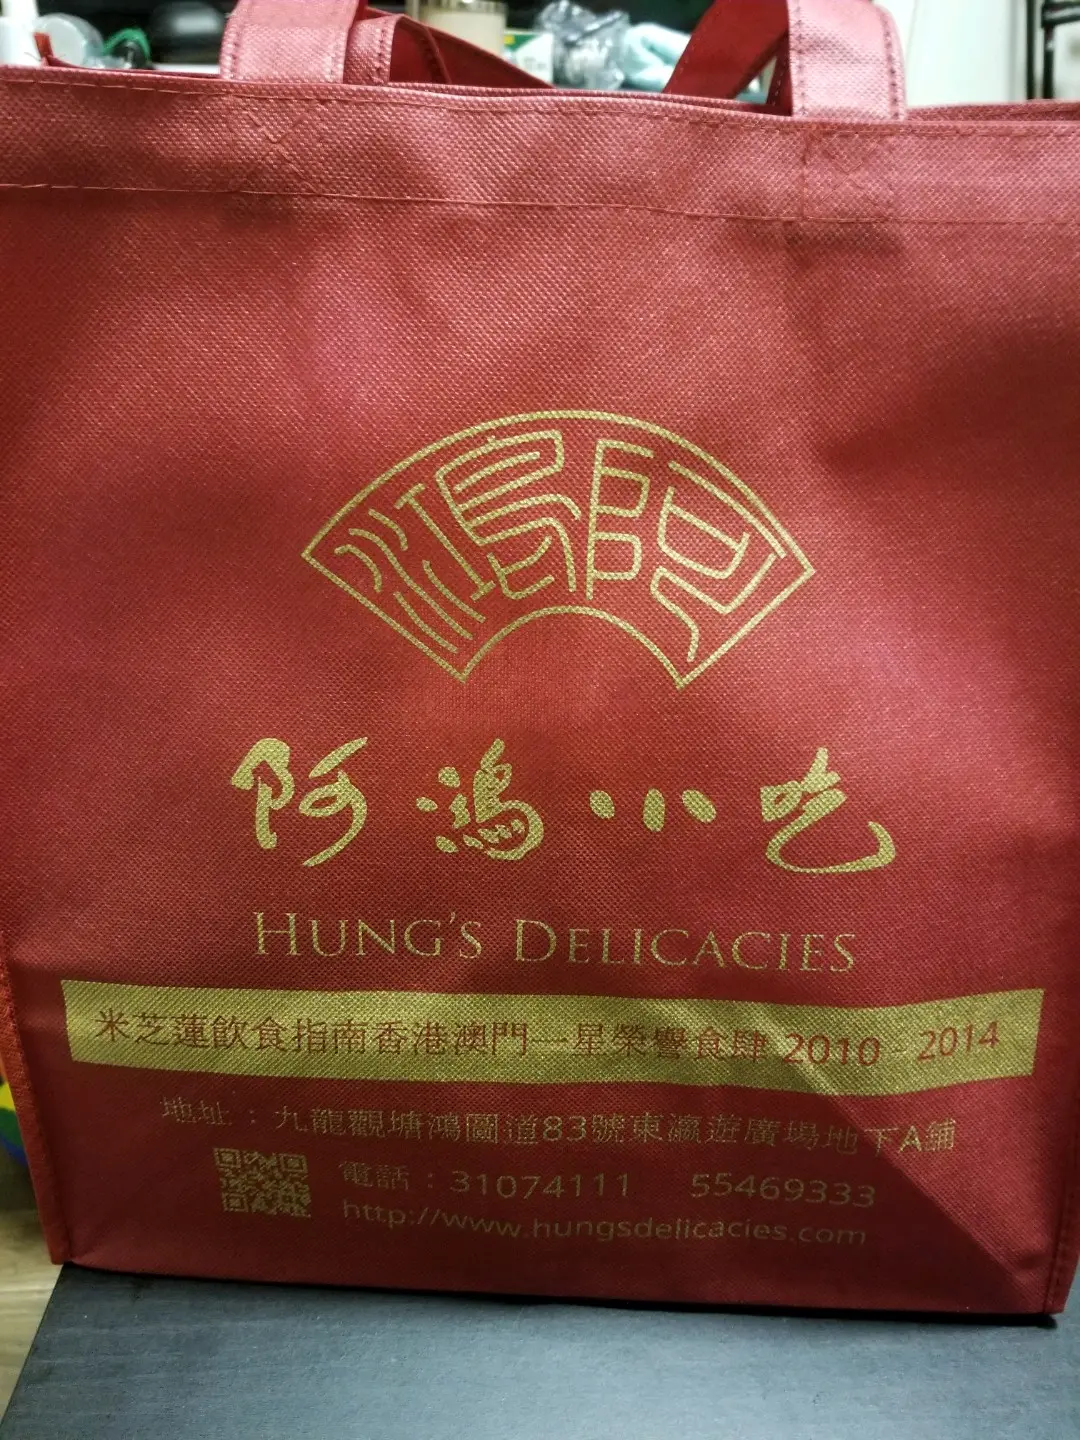 阿鴻
阿鴻小吃
HUNG'S DELICACIES
米芝蓮飲食指南香港澳門一星榮譽食肆 2010 - 2014
地址：九龍觀塘鴻圖道83號東瀛遊廣場地下A舖
電話：31074111 55469333
http://www.hungsdelicacies.com